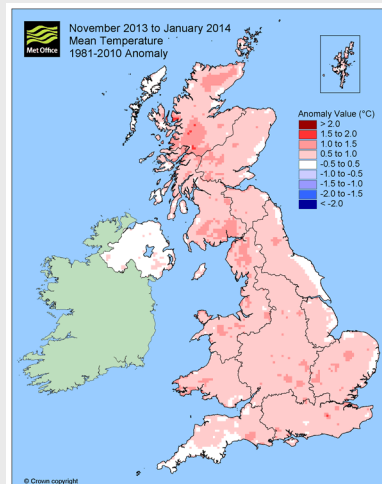 Met Office
November 2013 to January 2014
Mean Temperature
1981-2010 Anomaly
Anomaly Value (°C)
> 2.0
1.5 to 2.0
1.0 to 1.5
0.5 to 1.0
-0.5 to 0.5
-1.0 to -0.5
-1.5 to -1.0
-2.0 to -1.5
< -2.0
© Crown copyright